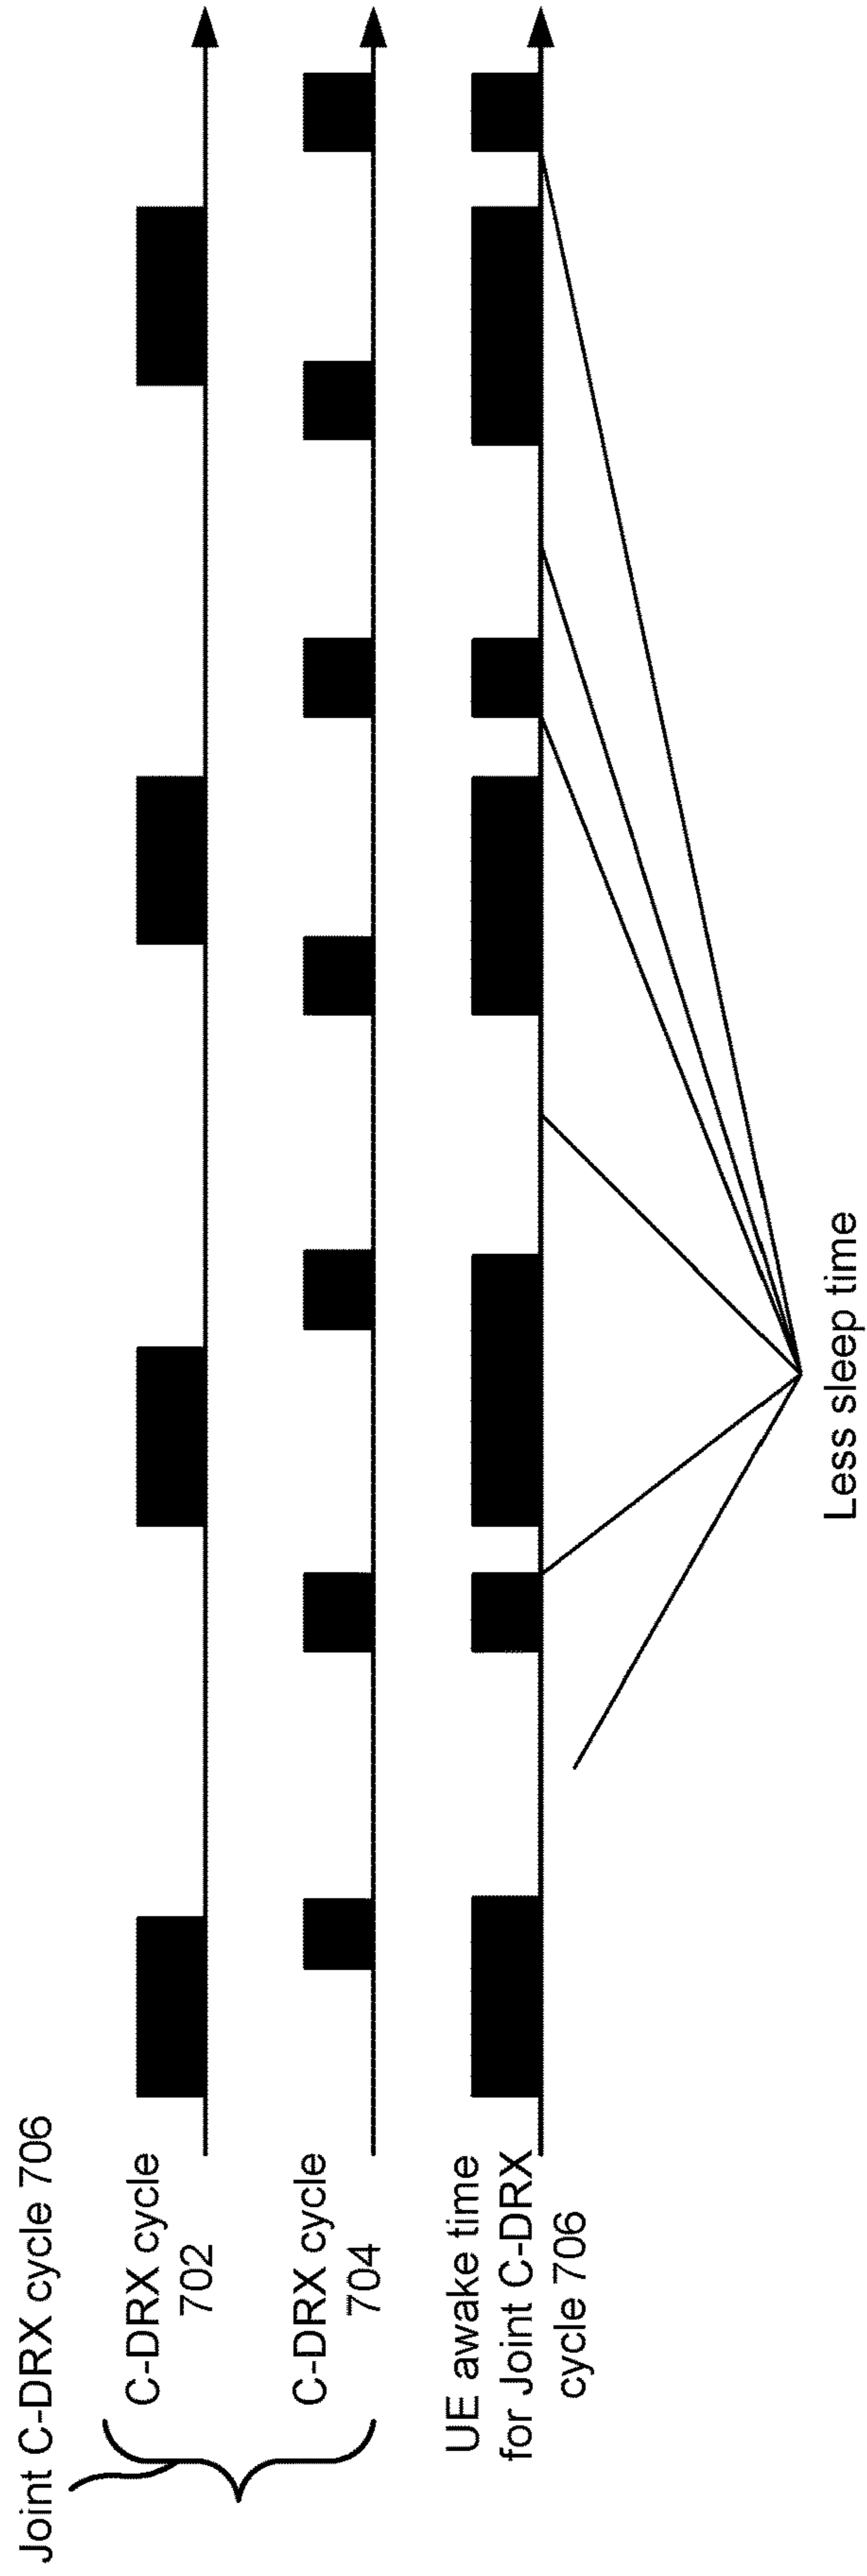 Joint C-DRX cycle 706
C-DRX cycle
702
C-DRX cycle
704
UE awake time
for Joint C-DRX
cycle 706
Less sleep time